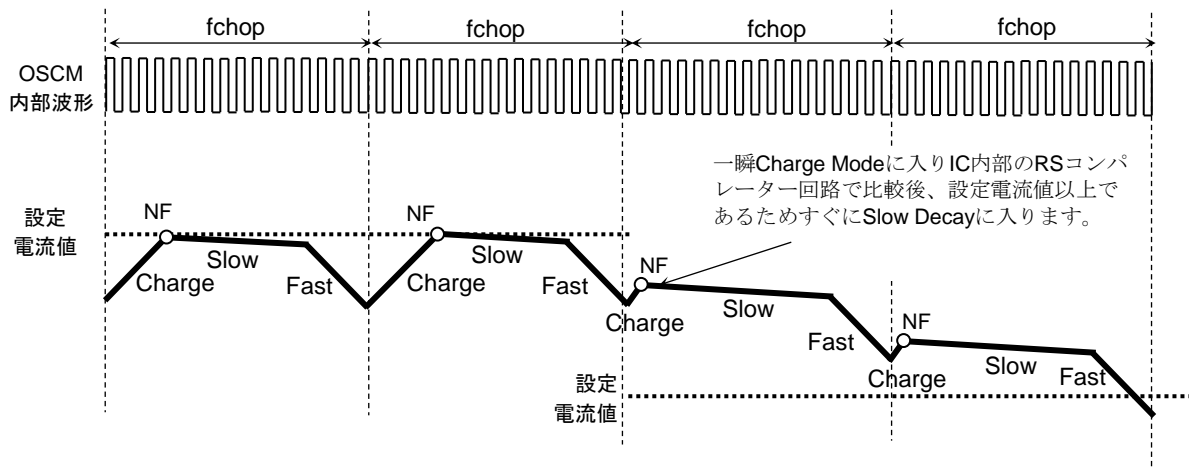 fchop
fchop
fchop
fchop
OSCM
内部波形
一瞬Charge Modeに入りIC内部のRSコンパ
レーター回路で比較後、設定電流値以上で
あるためすぐにSlow Decayに入ります。
設定
電流値
NF
Slow
Charge
Fast
NF
Slow
Charge
Fast
NF
Charge
Slow
Fast
NF
Charge
Slow
Fast
設定
電流値